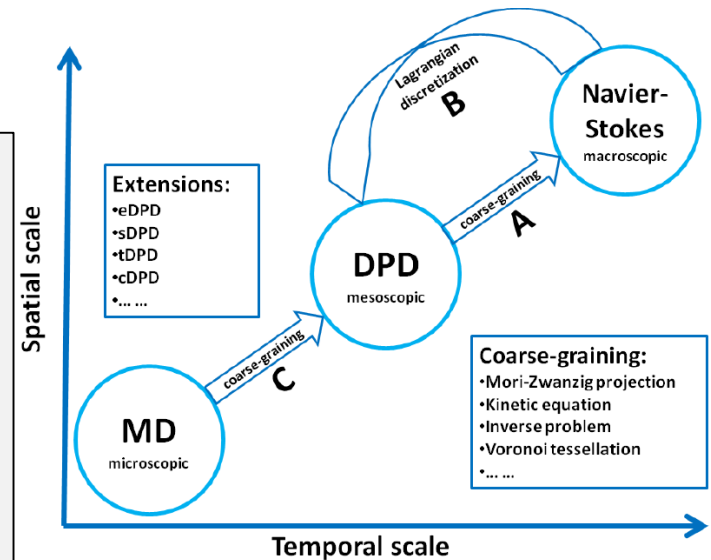 Spatial scale
Temporal scale
Extensions:
•eDPD
•sDPD
•tDPD
•cDPD
•... ...
Lagrangian
discretization
B
Navier-
Stokes
macroscopic
coarse-graining
A
DPD
mesoscopic
coarse-graining
C
MD
microscopic
Coarse-graining:
•Mori-Zwanzig projection
•Kinetic equation
•Inverse problem
•Voronoi tessellation
•... ...